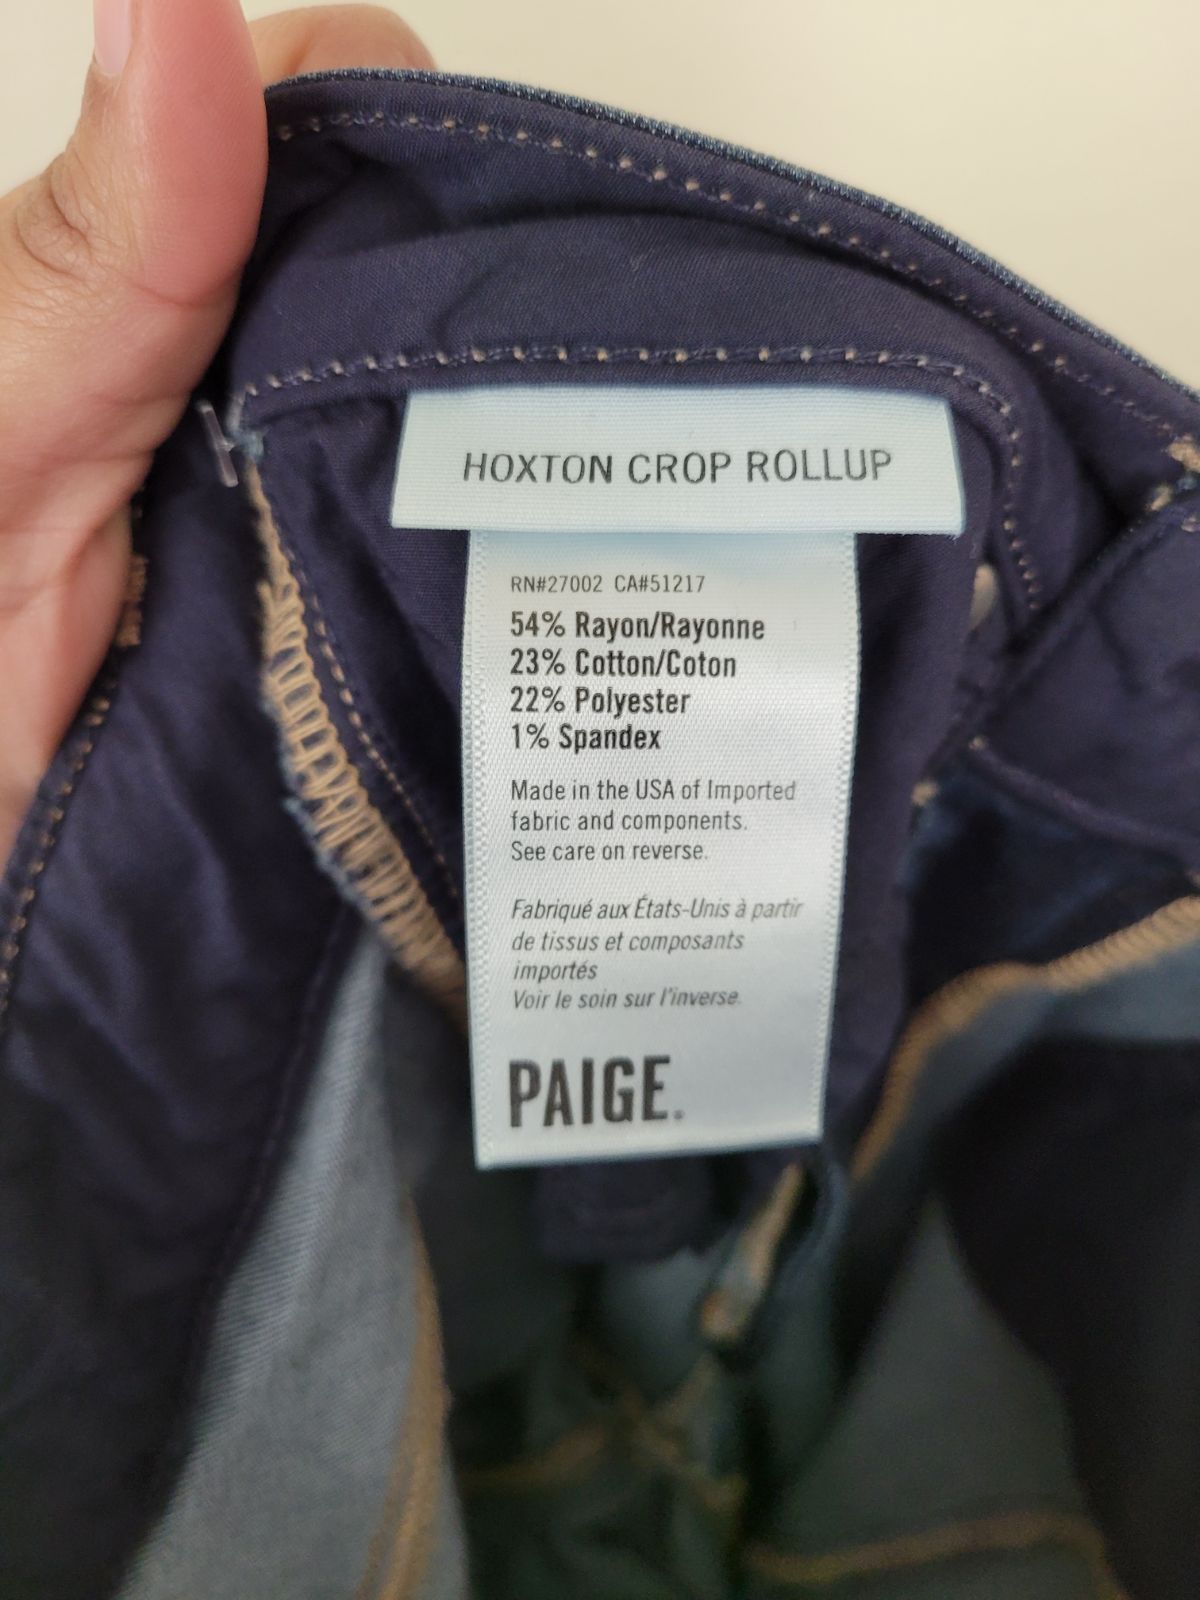 HOXTON CROP ROLLUP
RN#27002 CA#51217
54% Rayon/Rayonne
23% Cotton/Coton
22% Polyester
1% Spandex
Made in the USA of Imported
fabric and components.
See care on reverse.
Fabriqué aux États-Unis à partir
de tissus et composants
importés
Voir le soin sur l'inverse.
PAIGE.